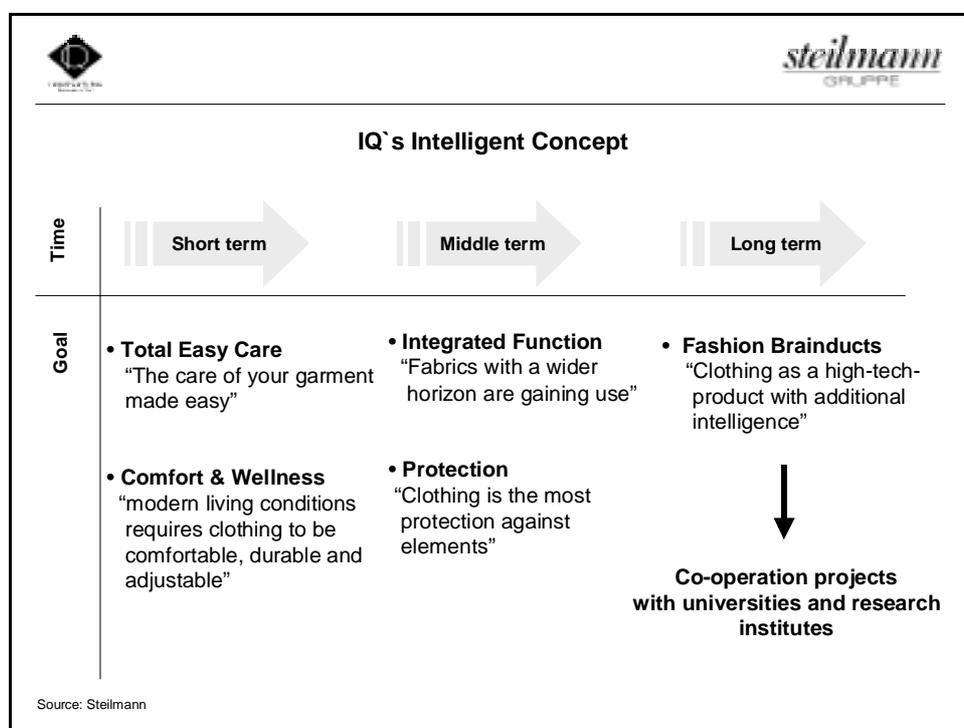 steilmann
GRUPPE
IQ`s Intelligent Concept
Time
Short term
Middle term
Long term
Goal
• Total Easy Care
“The care of your garment
made easy”
• Comfort & Wellness
“modern living conditions
requires clothing to be
comfortable, durable and
adjustable”
• Integrated Function
“Fabrics with a wider
horizon are gaining use”
• Protection
“Clothing is the most
protection against
elements”
• Fashion Brainducts
“Clothing as a high-tech-
product with additional
intelligence”
Co-operation projects
with universities and research
institutes
Source: Steilmann